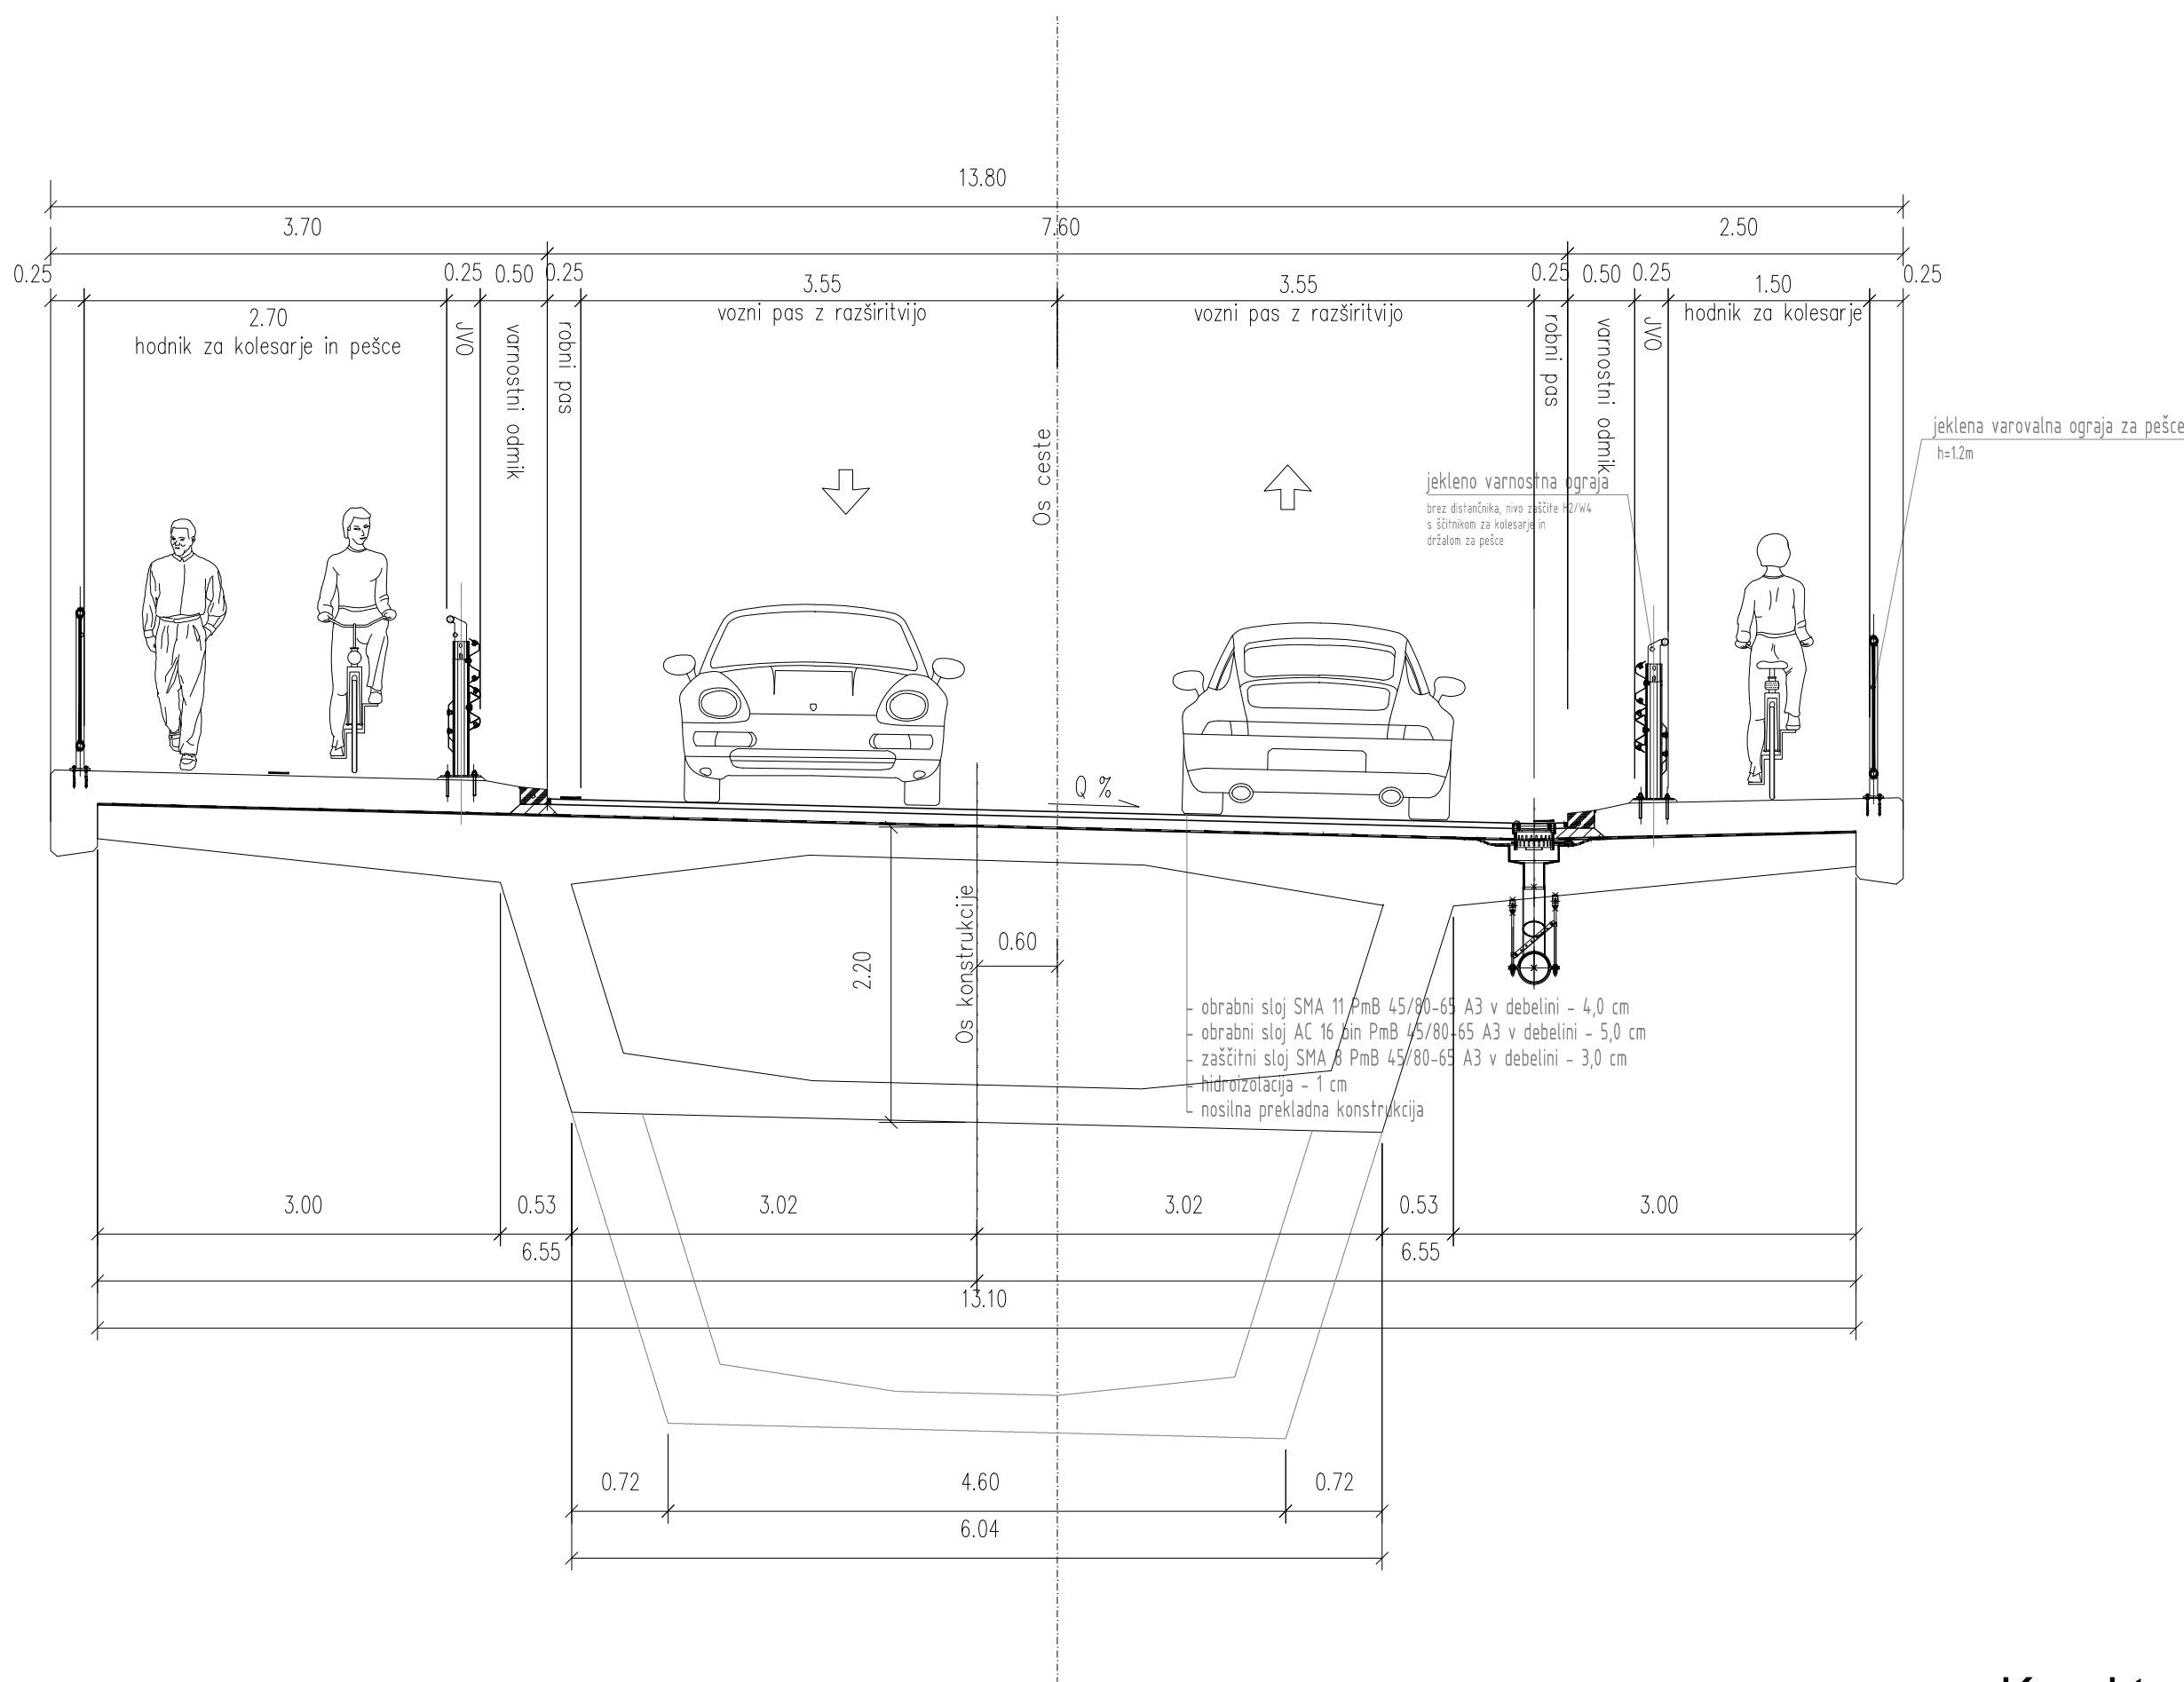 13.80
3.70
7.60
2.50
0.25
0.25
0.50
0.25
3.55
3.55
0.25
0.50
0.25
1.50
0.25
2.70
hodnik za kolesarje in pešce
JVO
varnostni odmik
robni pas
vozni pas z razširitvijo
vozni pas z razširitvijo
robni pas
varnostni odmik
JVO
hodnik za kolesarje
Os ceste
jekleno varnostna ograja
brez distančnika, nivo zaščite H2/W4
s ščitnikom za kolesarje in
držalom za pešce
jeklena varovalna ograja za pešce
h=1.2m
Q %
Os konstrukcije
0.60
2.20
- obrabni sloj SMA 11 PmB 45/80-65 A3 v debelini - 4,0 cm
- obrabni sloj AC 16 bin PmB 45/80-65 A3 v debelini - 5,0 cm
- zaščitni sloj SMA 8 PmB 45/80-65 A3 v debelini - 3,0 cm
- hidroizolacija - 1 cm
- nosilna prekladna konstrukcija
3.00
0.53
3.02
3.02
0.53
3.00
6.55
6.55
13.10
0.72
4.60
0.72
6.04